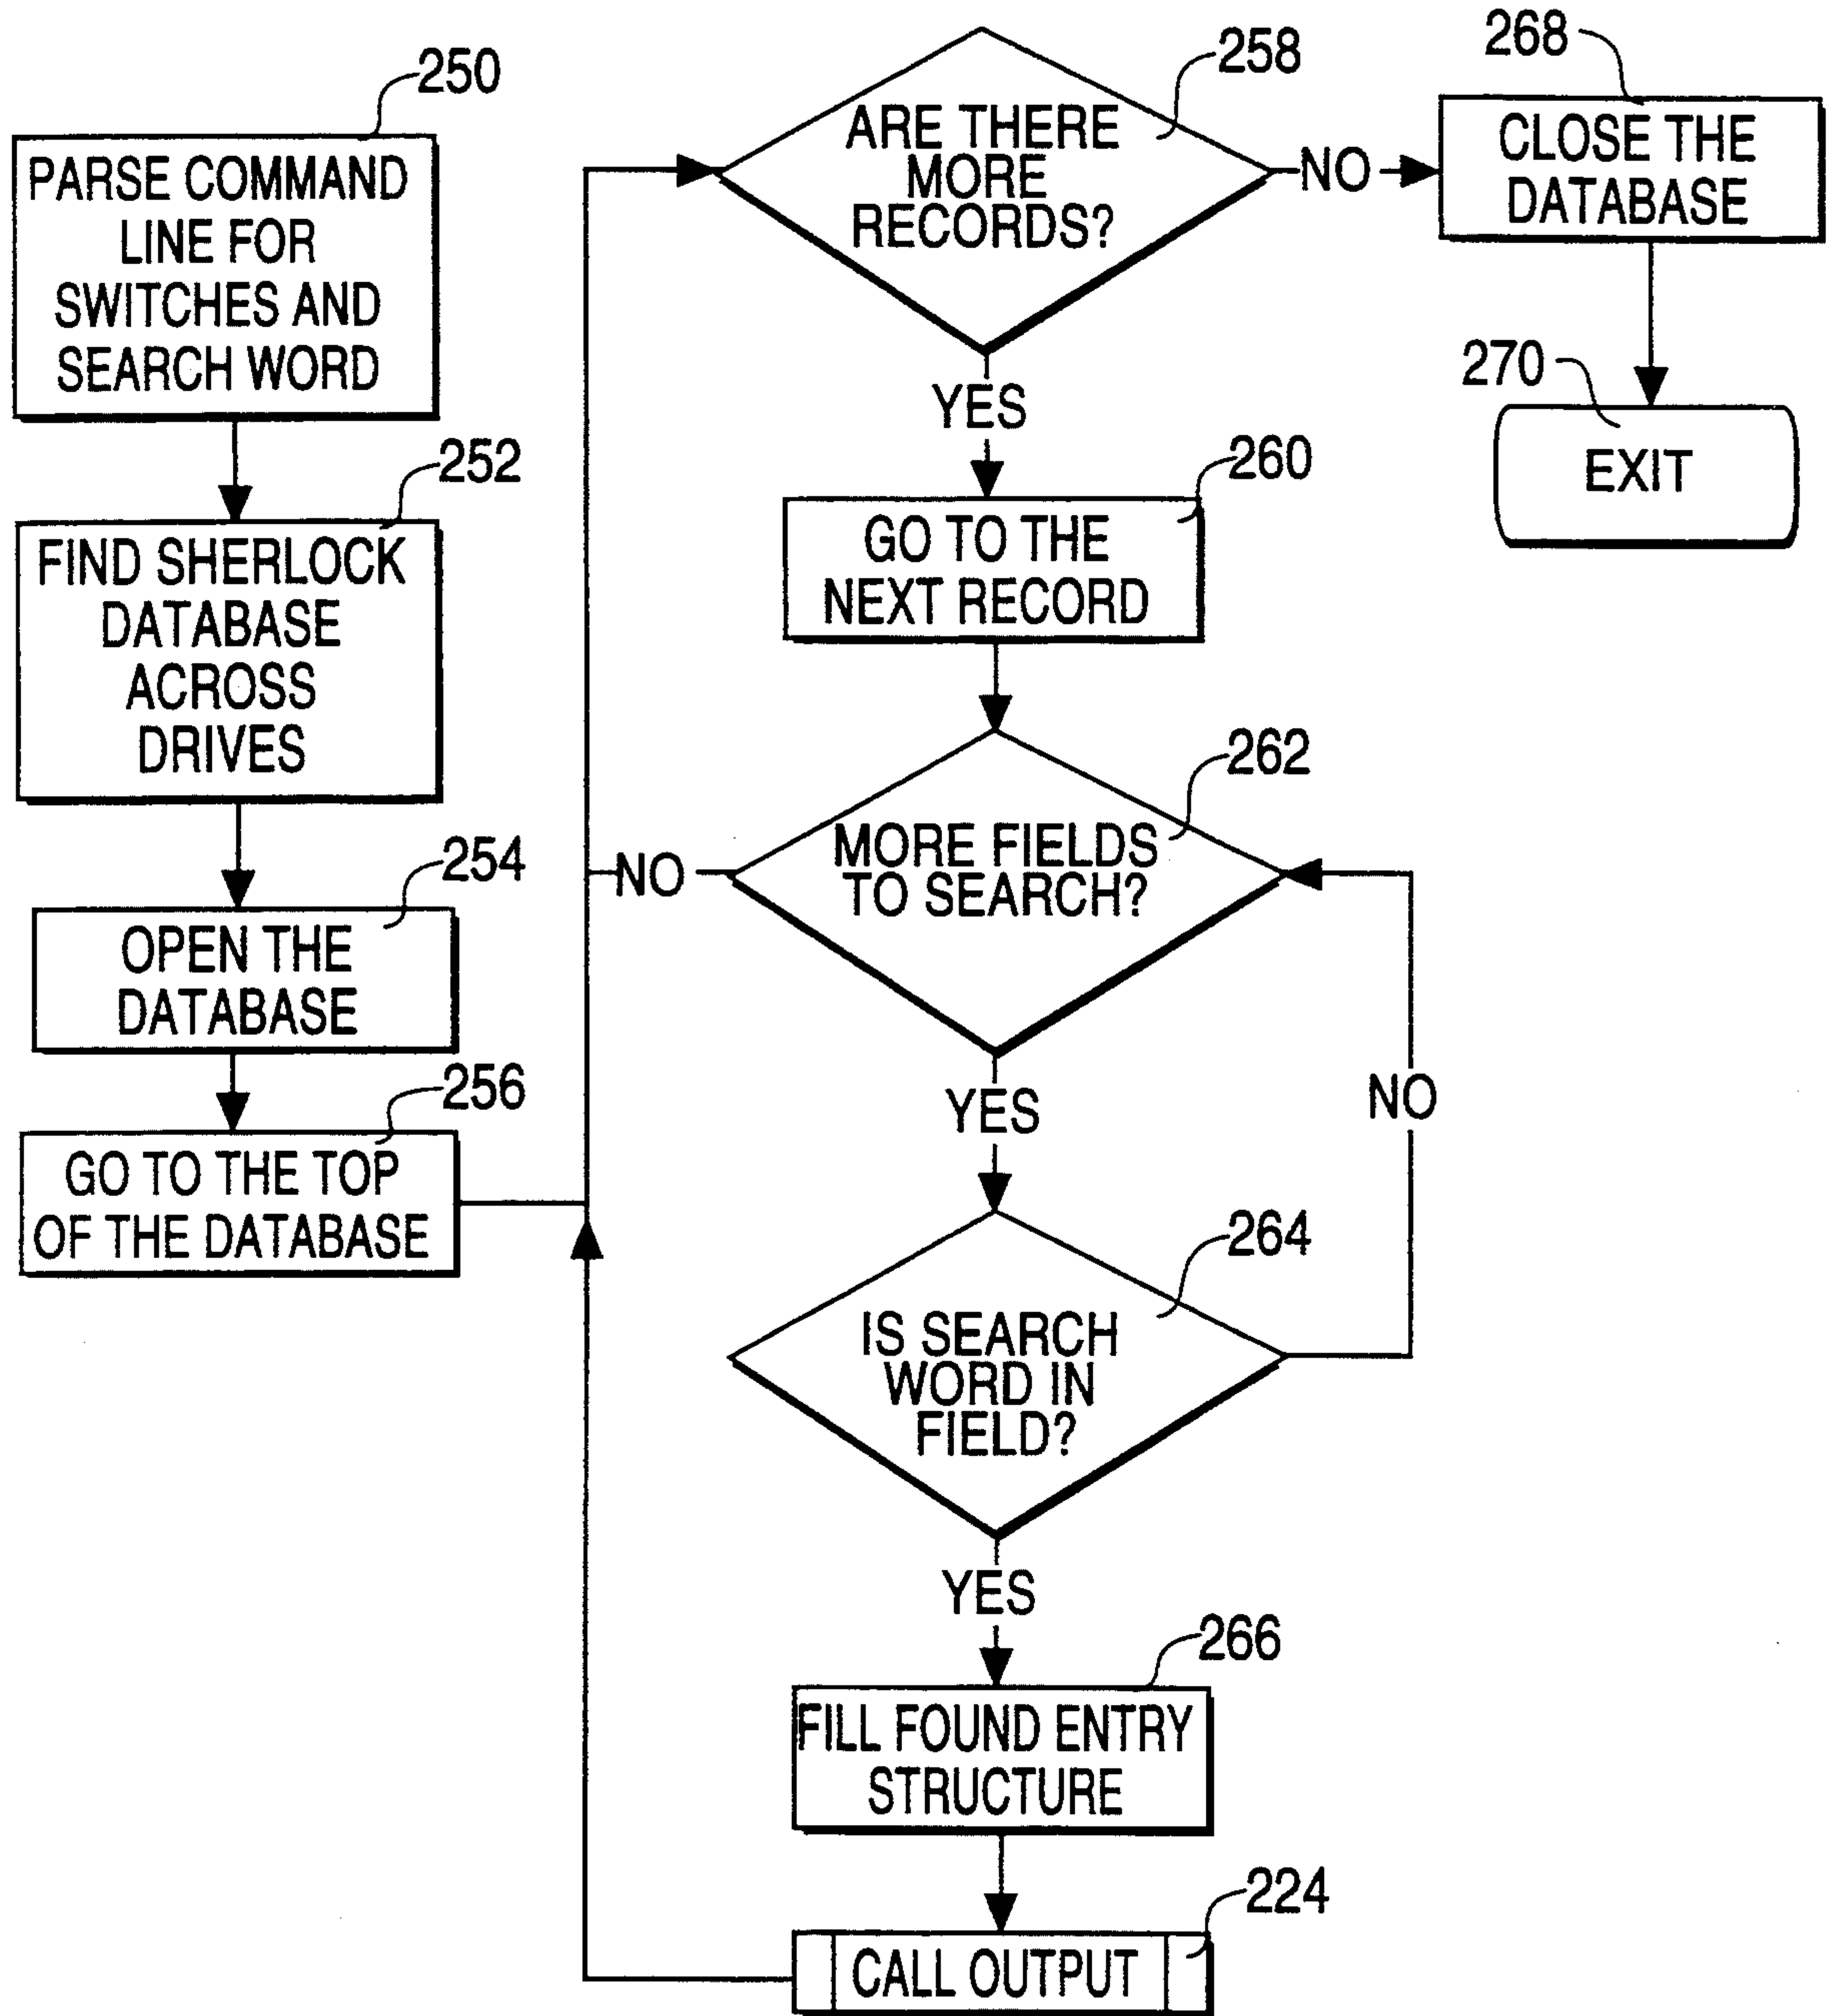 250
PARSE COMMAND
LINE FOR
SWITCHES AND
SEARCH WORD
252
FIND SHERLOCK
DATABASE
ACROSS
DRIVES
254
OPEN THE
DATABASE
256
GO TO THE TOP
OF THE DATABASE
258
ARE THERE
MORE
RECORDS?
NO
YES
260
GO TO THE
NEXT RECORD
262
MORE FIELDS
TO SEARCH?
NO
YES
264
IS SEARCH
WORD IN
FIELD?
NO
YES
266
FILL FOUND ENTRY
STRUCTURE
224
CALL OUTPUT
268
CLOSE THE
DATABASE
270
EXIT